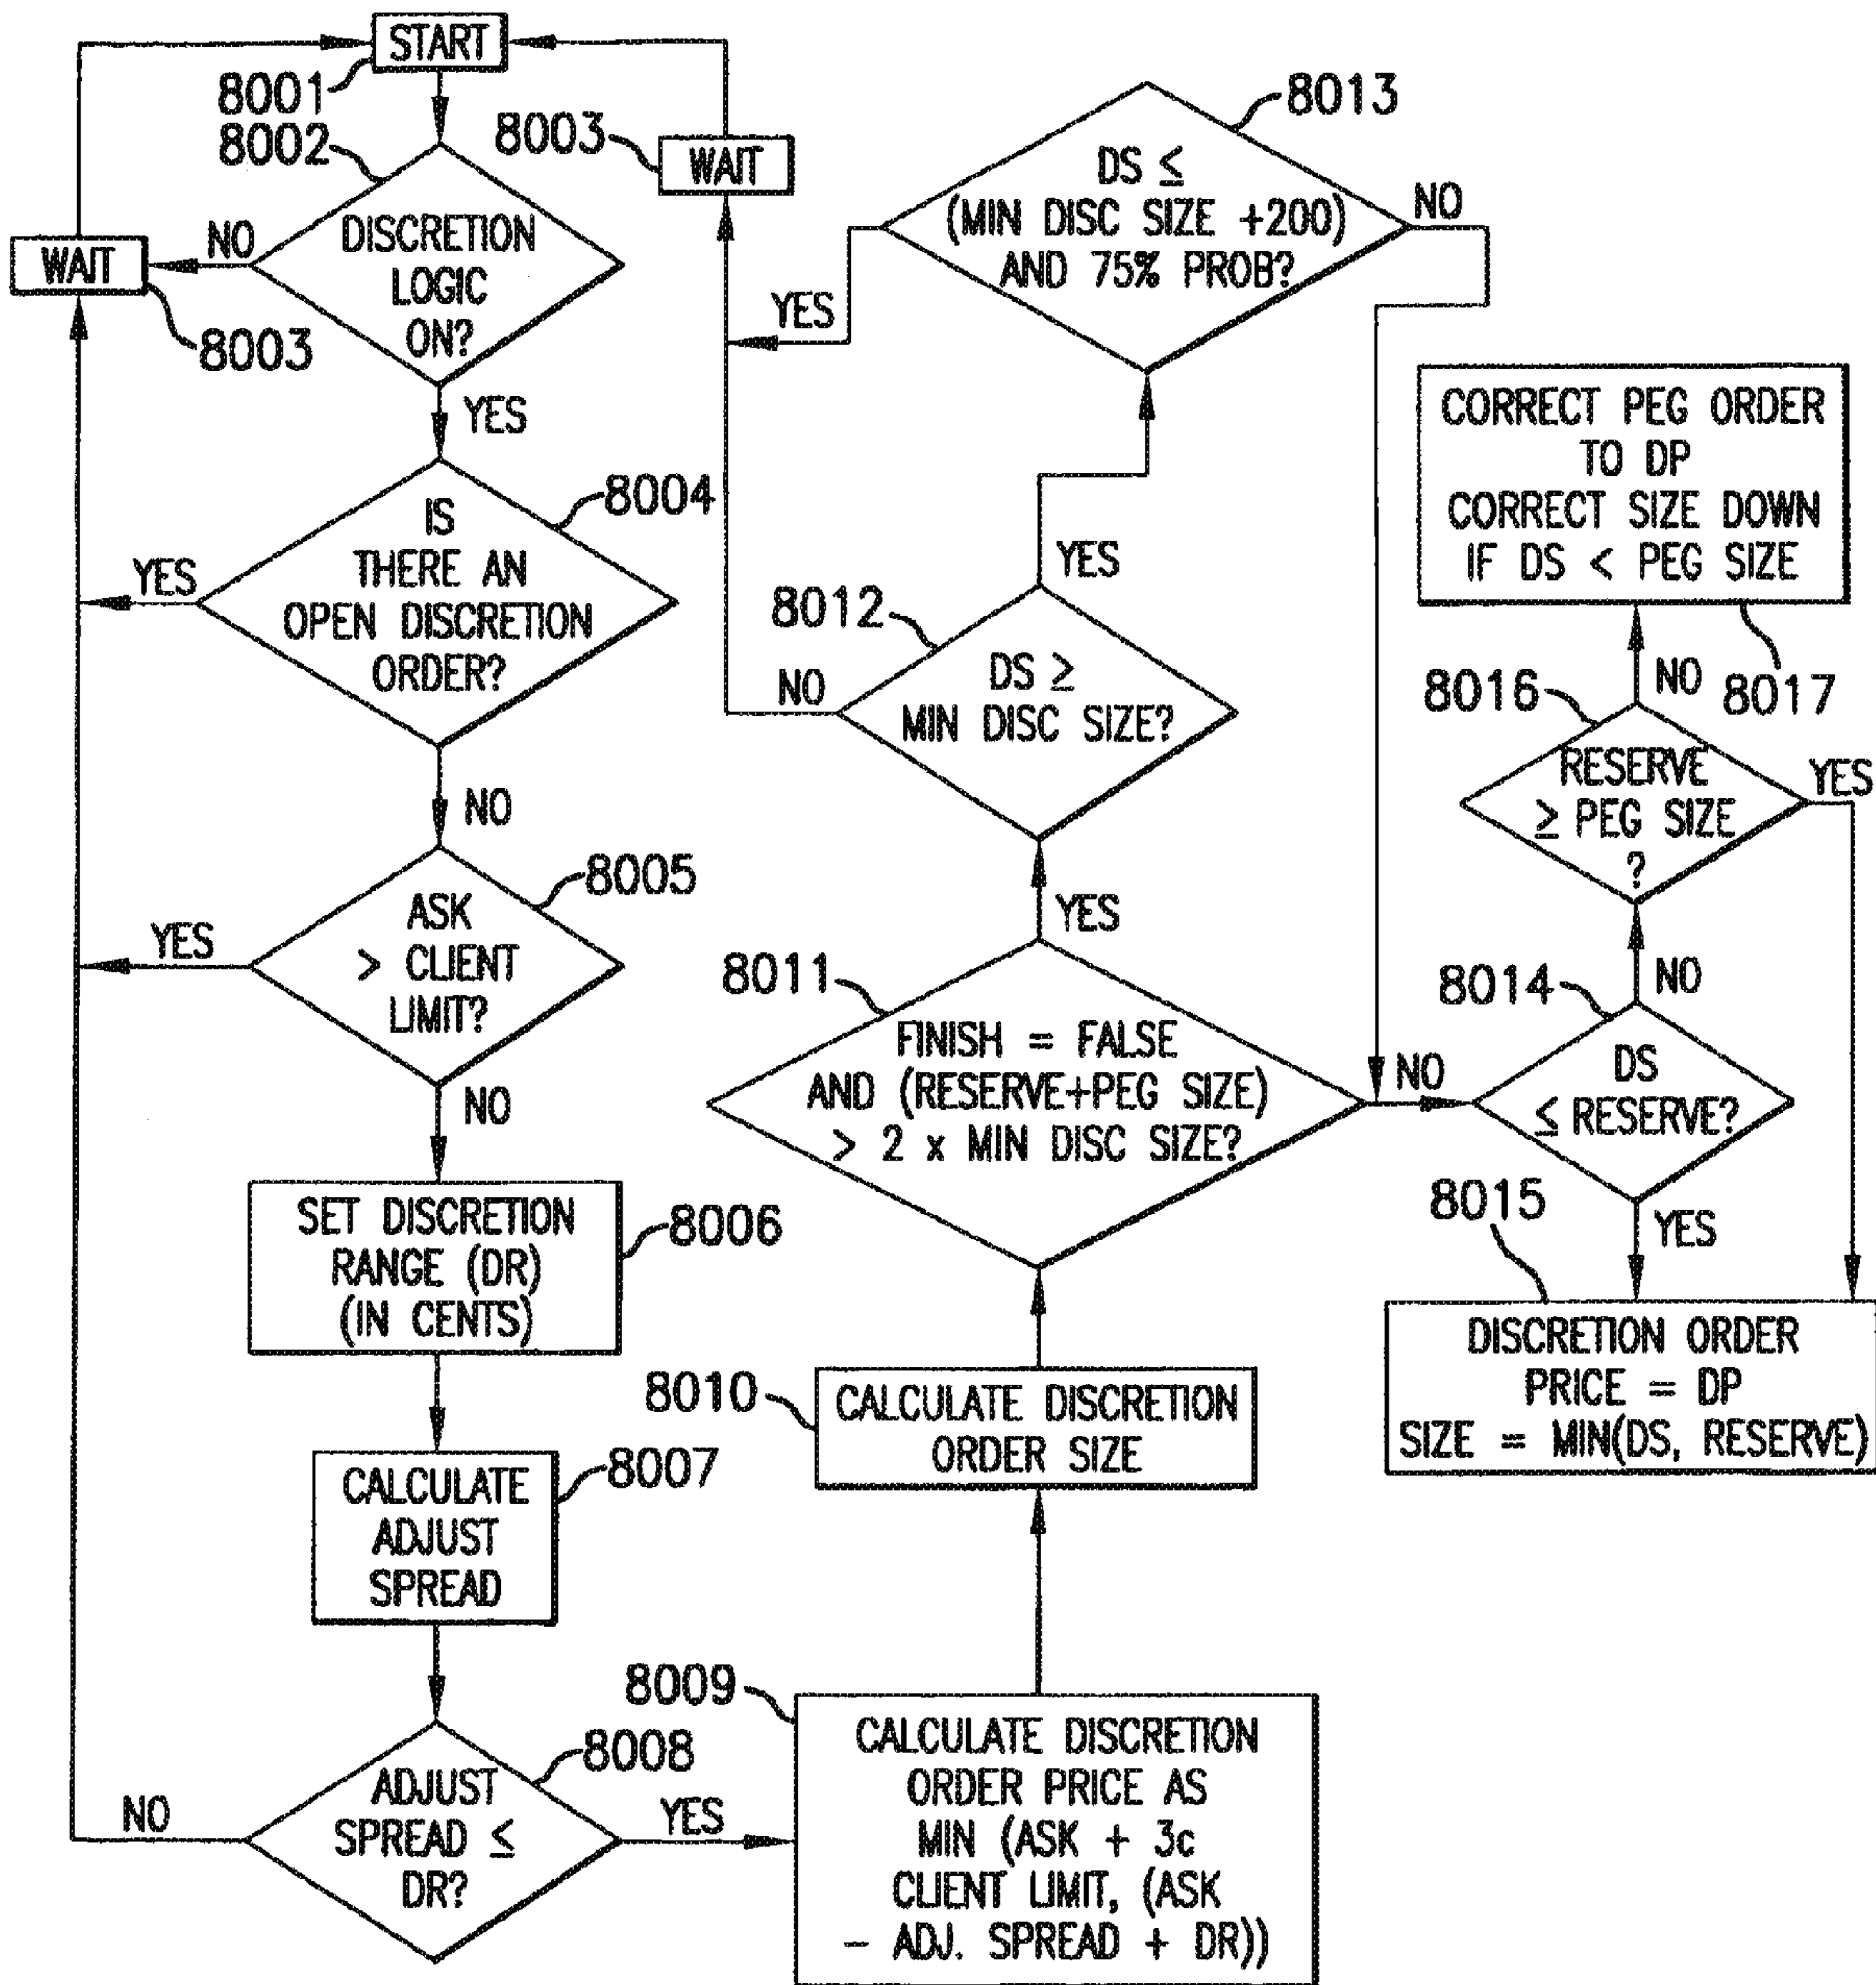 START
8001
8002
DISCRETION
LOGIC
ON?
NO
WAIT
8003
YES
IS
THERE AN
OPEN DISCRETION
ORDER?
8004
YES
NO
ASK
> CLIENT
LIMIT?
8005
YES
NO
SET DISCRETION
RANGE (DR)
(IN CENTS)
8006
CALCULATE
ADJUST
SPREAD
8007
ADJUST
SPREAD ≤
DR?
8008
NO
YES
8009
CALCULATE DISCRETION
ORDER PRICE AS
MIN (ASK + 3c
CLIENT LIMIT, (ASK
- ADJ. SPREAD + DR))
8010
CALCULATE DISCRETION
ORDER SIZE
8011
FINISH = FALSE
AND (RESERVE+PEG SIZE)
> 2 x MIN DISC SIZE?
YES
NO
8012
DS ≥
MIN DISC SIZE?
NO
YES
8003
WAIT
8013
DS ≤
(MIN DISC SIZE +200)
AND 75% PROB?
YES
NO
8014
DS
≤ RESERVE?
NO
YES
8015
DISCRETION ORDER
PRICE = DP
SIZE = MIN(DS, RESERVE)
8016
RESERVE
≥ PEG SIZE
?
YES
NO
8017
CORRECT PEG ORDER
TO DP
CORRECT SIZE DOWN
IF DS < PEG SIZE